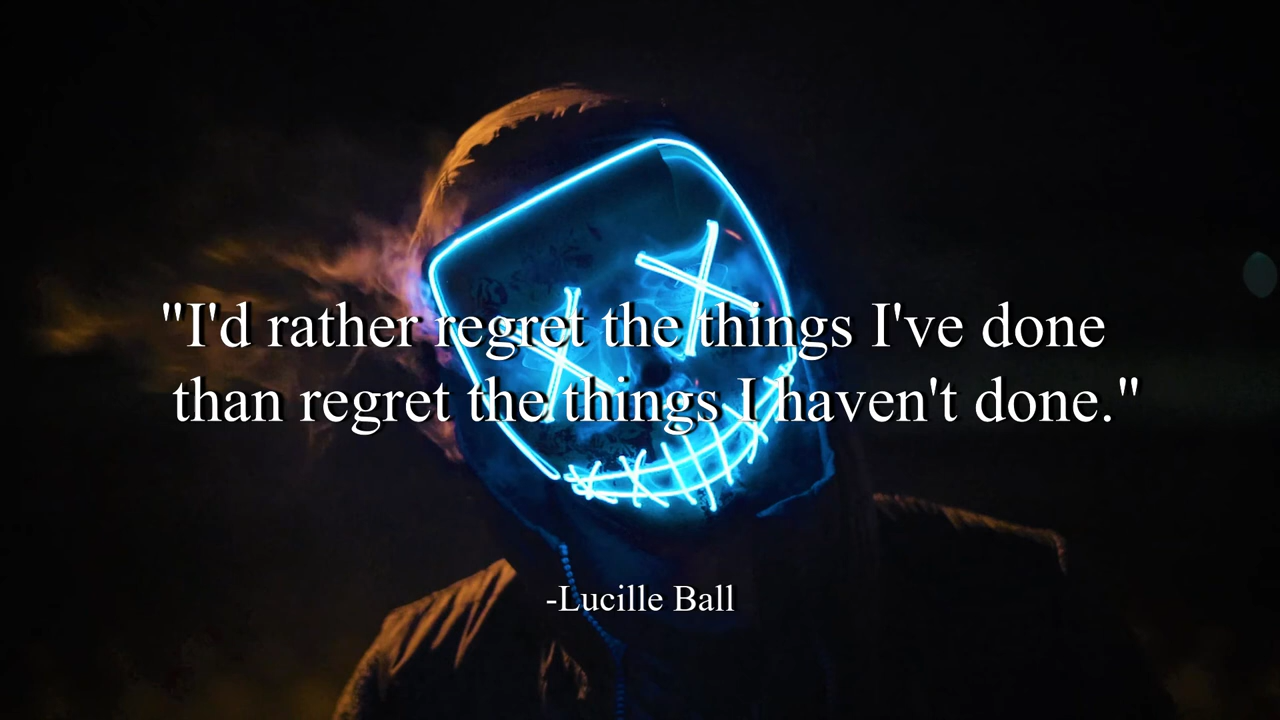 "I'd rather regret the things I've done
than regret the things I haven't done."
-Lucille Ball